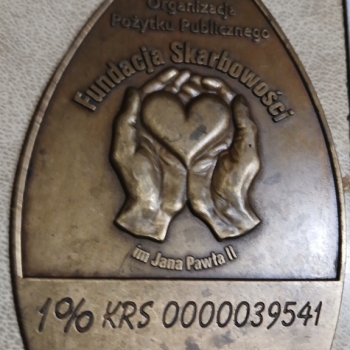 Organizacja
Pożytku Publicznego
Fundacja Skarbowości
im Jana Pawła II
1% KRS 0000039541